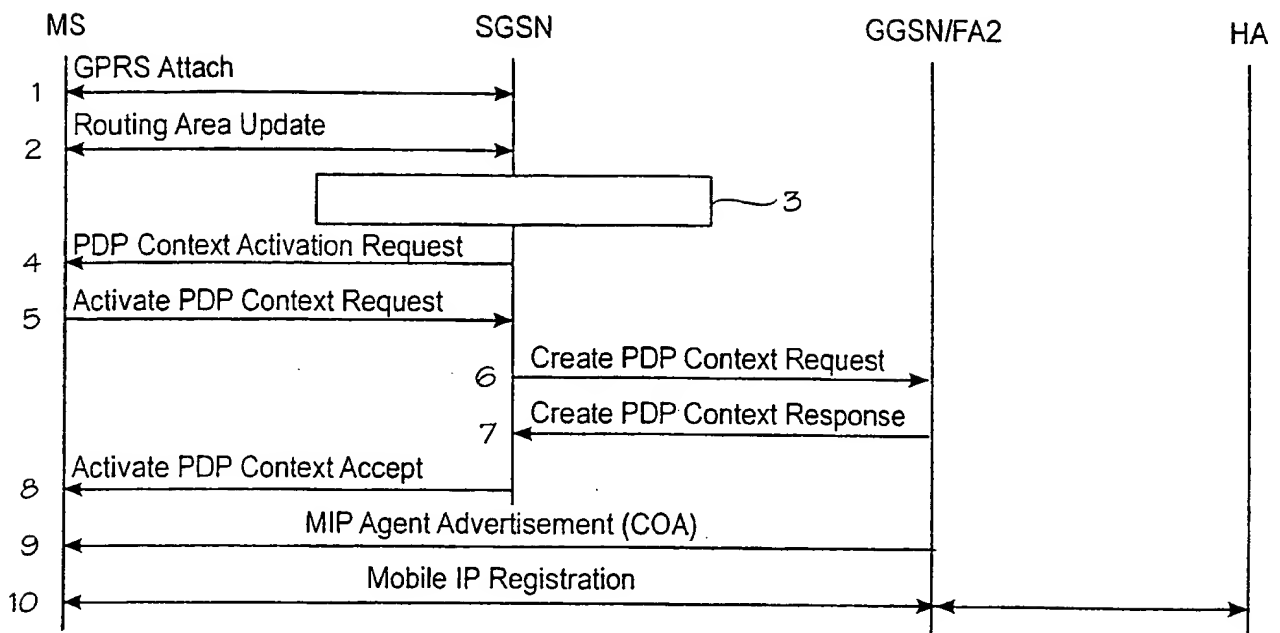 MS SGSN GGSN/FA2 HA
GPRS Attach
1
Routing Area Update
2
3
PDP Context Activation Request
4
Activate PDP Context Request
5
Create PDP Context Request
6
Create PDP Context Response
7
Activate PDP Context Accept
8
MIP Agent Advertisement (COA)
9
Mobile IP Registration
10